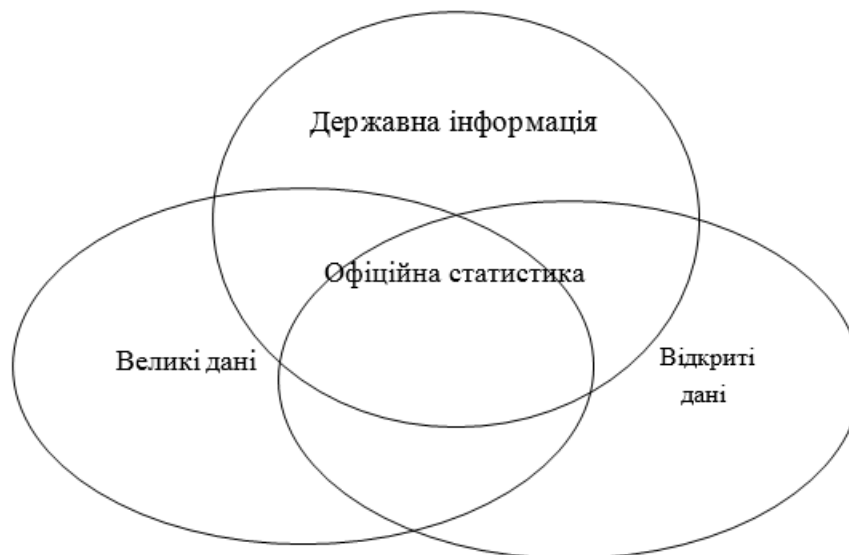 Державна інформація
Офіційна статистика
Великі дані
Відкриті
дані